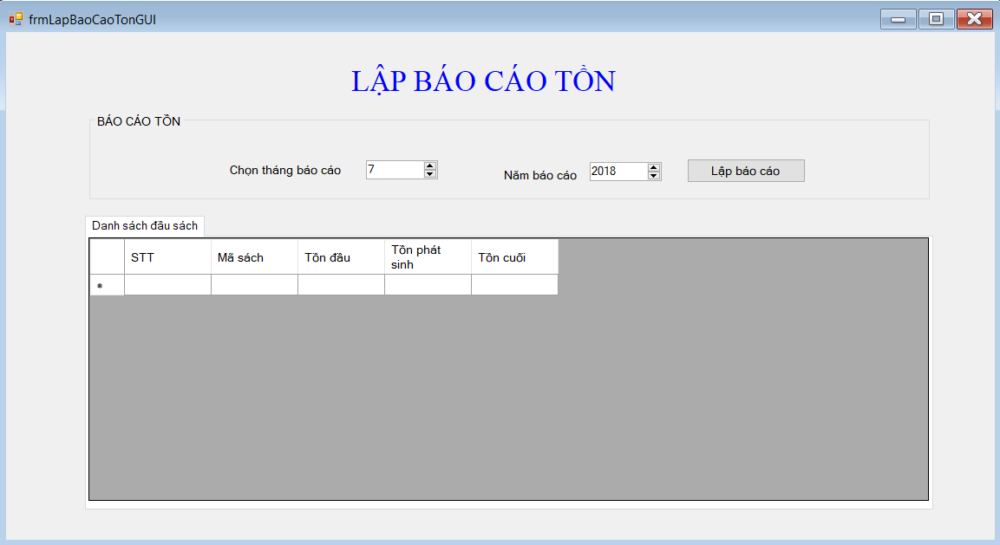 frmLapBaoCaoTonGUI
LẬP BÁO CÁO TỒN
BÁO CÁO TỒN
Chọn tháng báo cáo 7 Năm báo cáo 2018 Lập báo cáo
Danh sách đầu sách
STT Mã sách Tồn đầu Tồn phát sinh Tồn cuối